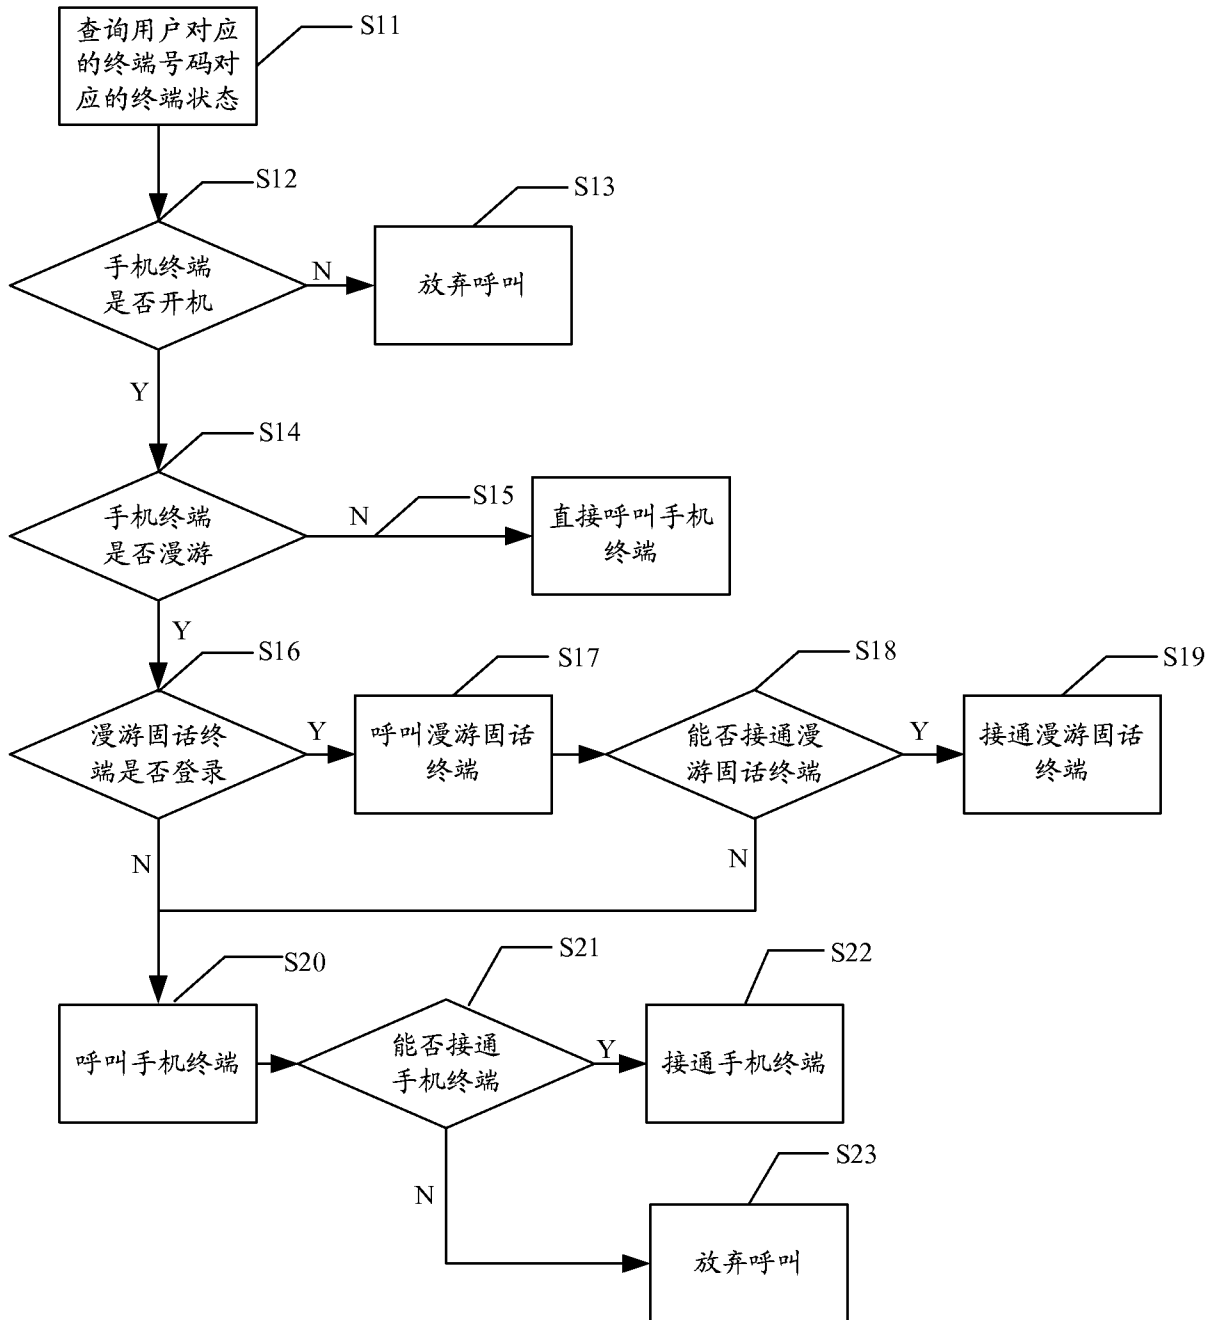 查询用户对应
的终端号码对
应的终端状态
S11
S12
手机终端
是否开机
N
S13
放弃呼叫
Y
S14
手机终端
是否漫游
N
S15
直接呼叫手机
终端
Y
S16
漫游固话终
端是否登录
Y
S17
呼叫漫游固话
终端
S18
能否接通漫
游固话终端
Y
S19
接通漫游固话
终端
N
N
S20
呼叫手机终端
S21
能否接通
手机终端
Y
S22
接通手机终端
N
S23
放弃呼叫